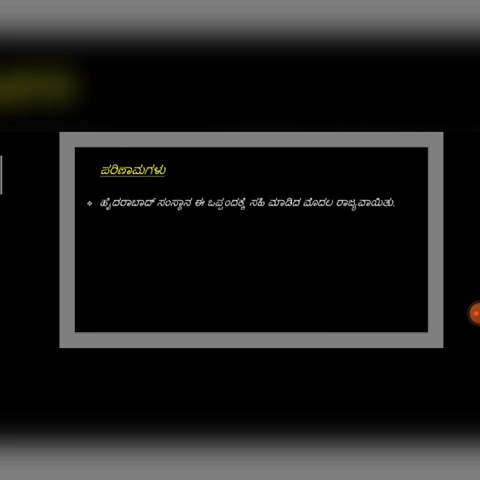 ಪರಿಣಾಮಗಳು
❖ ಹೈದರಾಬಾದ್ ಸಂಸ್ಥಾನ ಈ ಒಪ್ಪಂದಕ್ಕೆ ಸಹಿ ಮಾಡಿದ ಮೊದಲ ರಾಜ್ಯವಾಯಿತು.